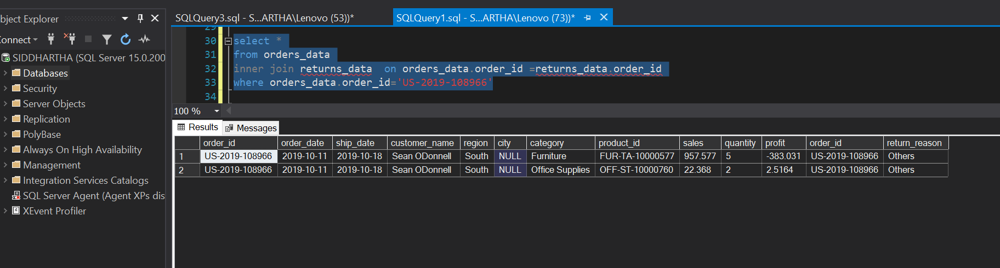 bject Explorer
onnect
SIDDHARTHA (SQL Server 15.0.200
Databases
Security
Server Objects
Replication
PolyBase
Always On High Availability
Management
Integration Services Catalogs
SQL Server Agent (Agent XPs dis
XEvent Profiler
SQLQuery3.sql - S...ARTHA\Lenovo (53))*
SQLQuery1.sql - S...ARTHA\Lenovo (73))*
29
30 select *
31 from orders_data
32 inner join returns_data  on orders_data.order_id =returns_data.order_id
33 where orders_data.order_id='US-2019-108966'
34
100 %
Results Messages
order_id order_date ship_date customer_name region city category product_id sales quantity profit order_id return_reason
1 US-2019-108966 2019-10-11 2019-10-18 Sean ODonnell South NULL Furniture FUR-TA-10000577 957.577 5 -383.031 US-2019-108966 Others
2 US-2019-108966 2019-10-11 2019-10-18 Sean ODonnell South NULL Office Supplies OFF-ST-10000760 22.368 2 2.5164 US-2019-108966 Others